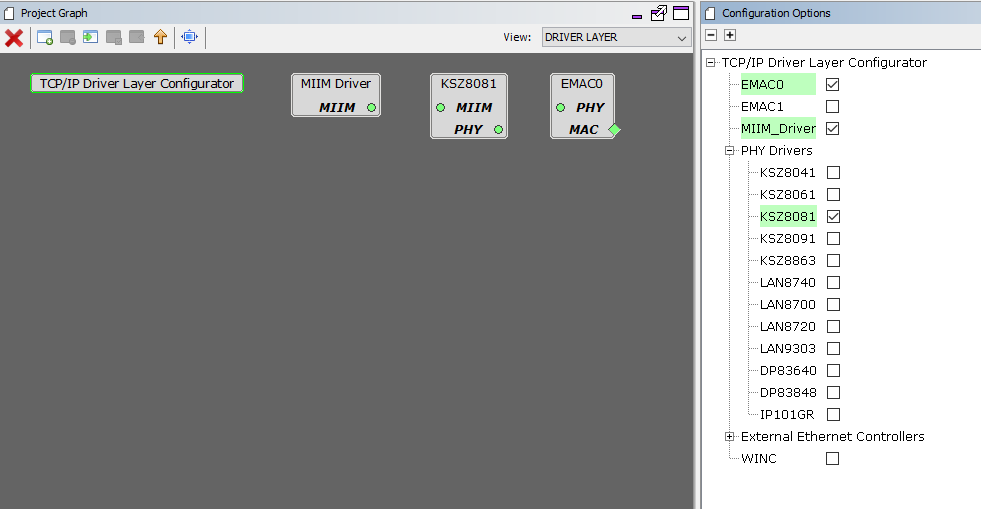 Project Graph
View: DRIVER LAYER
TCP/IP Driver Layer Configurator
MIIM Driver
MIIM
KSZ8081
MIIM
PHY
EMAC0
PHY
MAC
Configuration Options
TCP/IP Driver Layer Configurator
EMAC0
EMAC1
MIIM_Driver
PHY Drivers
KSZ8041
KSZ8061
KSZ8081
KSZ8091
KSZ8863
LAN8740
LAN8700
LAN8720
LAN9303
DP83640
DP83848
IP101GR
External Ethernet Controllers
WINC